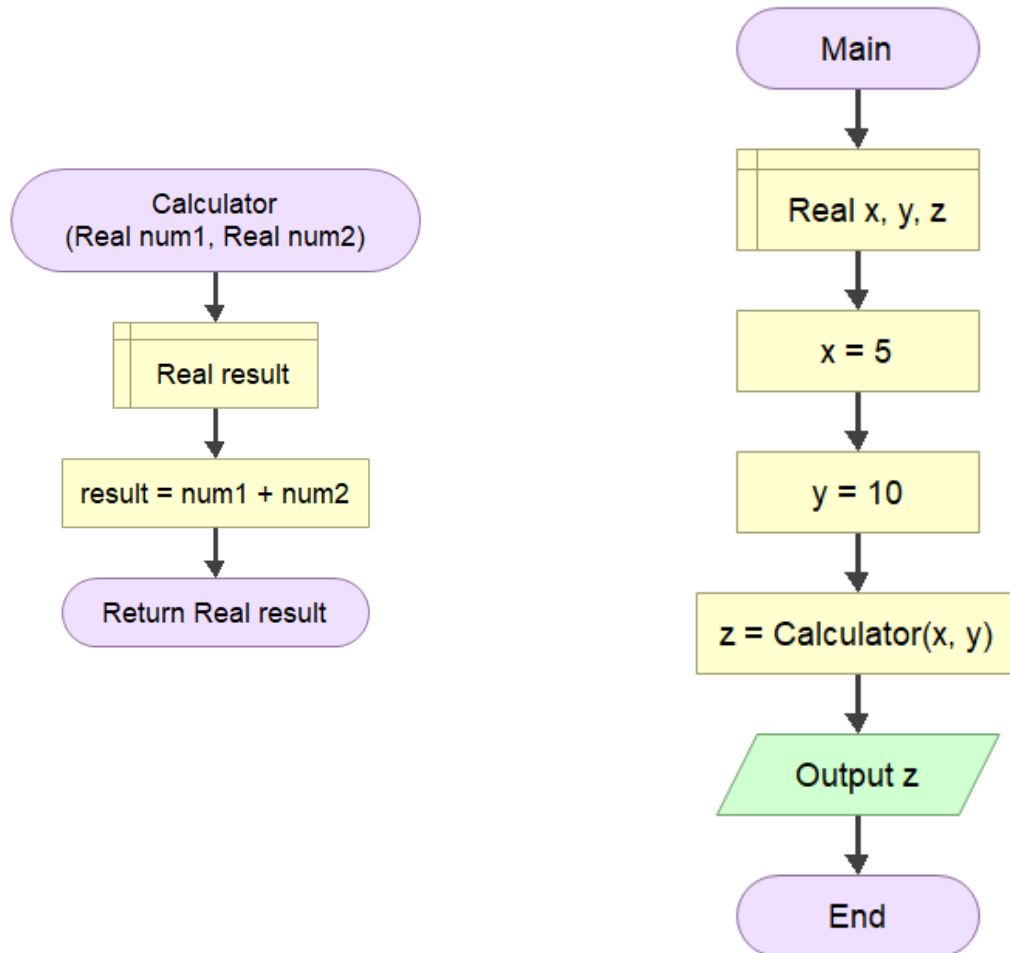 Calculator
(Real num1, Real num2)
Real result
result = num1 + num2
Return Real result
Main
Real x, y, z
x = 5
y = 10
z = Calculator(x, y)
Output z
End